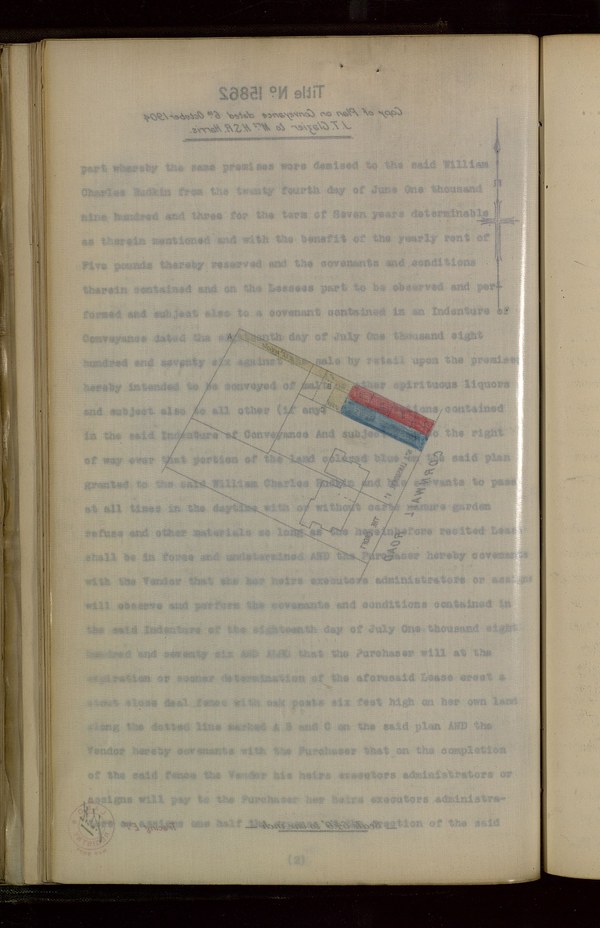 Title No 15862
Copy of Plan on Conveyance dated 6th October 1904
J.T. Glazier to
part whereby the same premises were demised to the said William
Charles Rudkin from the twenty fourth day of June One thousand
nine hundred and three for the term of Seven years determinable
as therein mentioned and with the benefit of the yearly rent of
Five pounds thereby reserved and the covenants and conditions
therein contained and on the Lessees part to be observed and per-
formed and subject also to a covenant contained in an Indenture of
Conveyance dated the eighteenth day of July One thousand eight
hundred and seventy six against the sale by retail upon the premises
hereby intended to be conveyed of other spirituous liquors
and subject also to all other (if any) contained
in the said Indenture of Conveyance And subject to the right
of way over that portion of the land colored blue on the said plan
granted to the said William Charles Rudkin and his servants to pass
at all times in the daytime with or without carts manure garden
refuse and other materials so long as the hereinbefore recited Lease
shall be in force and undetermined AND the Purchaser hereby covenants
with the Vendor that she her heirs executors administrators or assigns
will observe and perform the covenants and conditions contained in
the said Indenture of the eighteenth day of July One thousand eight
hundred and seventy six AND ALSO that the Purchaser will at the
expiration or sooner determination of the aforesaid Lease erect a
stout close deal fence with oak posts six feet high on her own land
along the dotted line marked A B and C on the said plan AND the
Vendor hereby covenants with the Purchaser that on the completion
of the said fence the Vendor his heirs executors administrators or
assigns will pay to the Purchaser her heirs executors administra-
tors or assigns one half the erection of the said
(2)
CORNWALL
ROAD